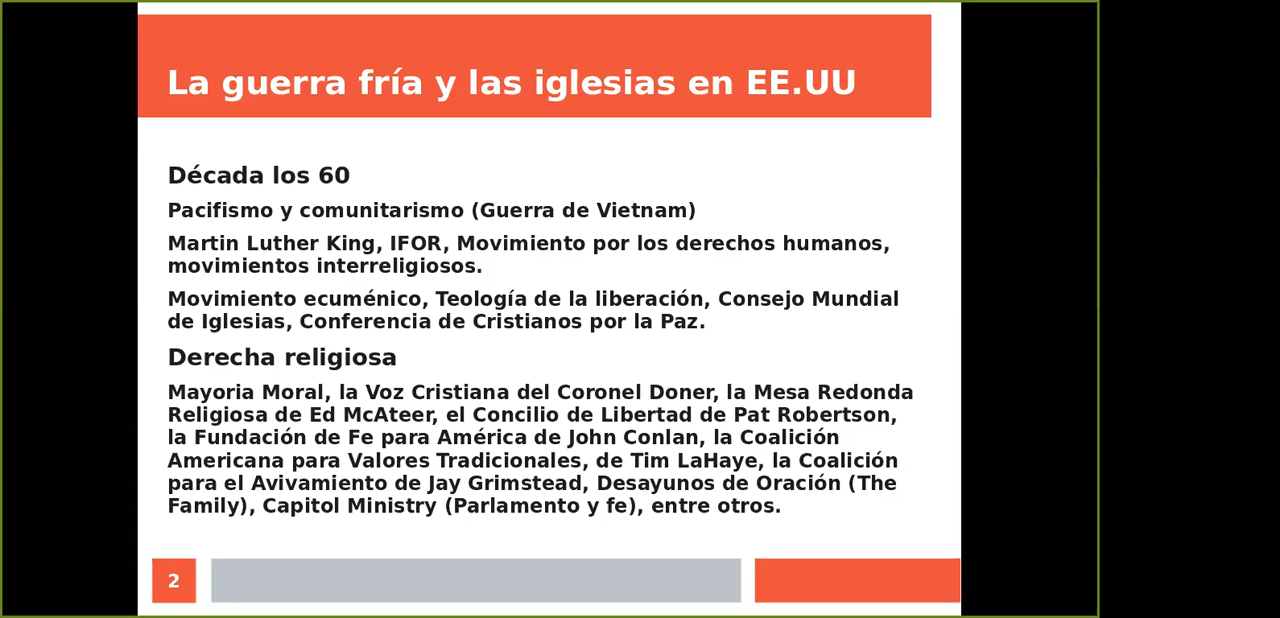 La guerra fría y las iglesias en EE.UU
Década los 60
Pacifismo y comunitarismo (Guerra de Vietnam)
Martin Luther King, IFOR, Movimiento por los derechos humanos,
movimientos interreligiosos.
Movimiento ecuménico, Teología de la liberación, Consejo Mundial
de Iglesias, Conferencia de Cristianos por la Paz.
Derecha religiosa
Mayoria Moral, la Voz Cristiana del Coronel Doner, la Mesa Redonda
Religiosa de Ed McAteer, el Concilio de Libertad de Pat Robertson,
la Fundación de Fe para América de John Conlan, la Coalición
Americana para Valores Tradicionales, de Tim LaHaye, la Coalición
para el Avivamiento de Jay Grimstead, Desayunos de Oración (The
Family), Capitol Ministry (Parlamento y fe), entre otros.
2